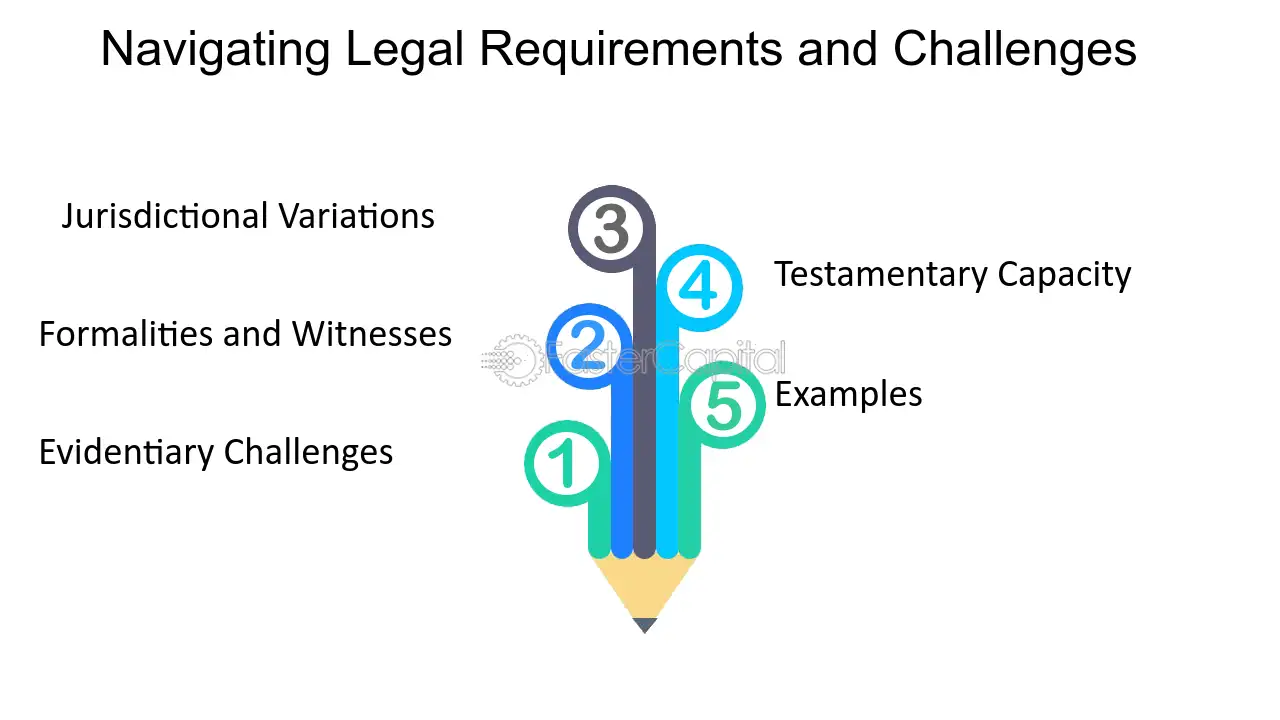 Navigating Legal Requirements and Challenges
Jurisdictional Variations
3
4
Testamentary Capacity
Formalities and Witnesses
2
FasterCapital
5
Examples
Evidentiary Challenges
1